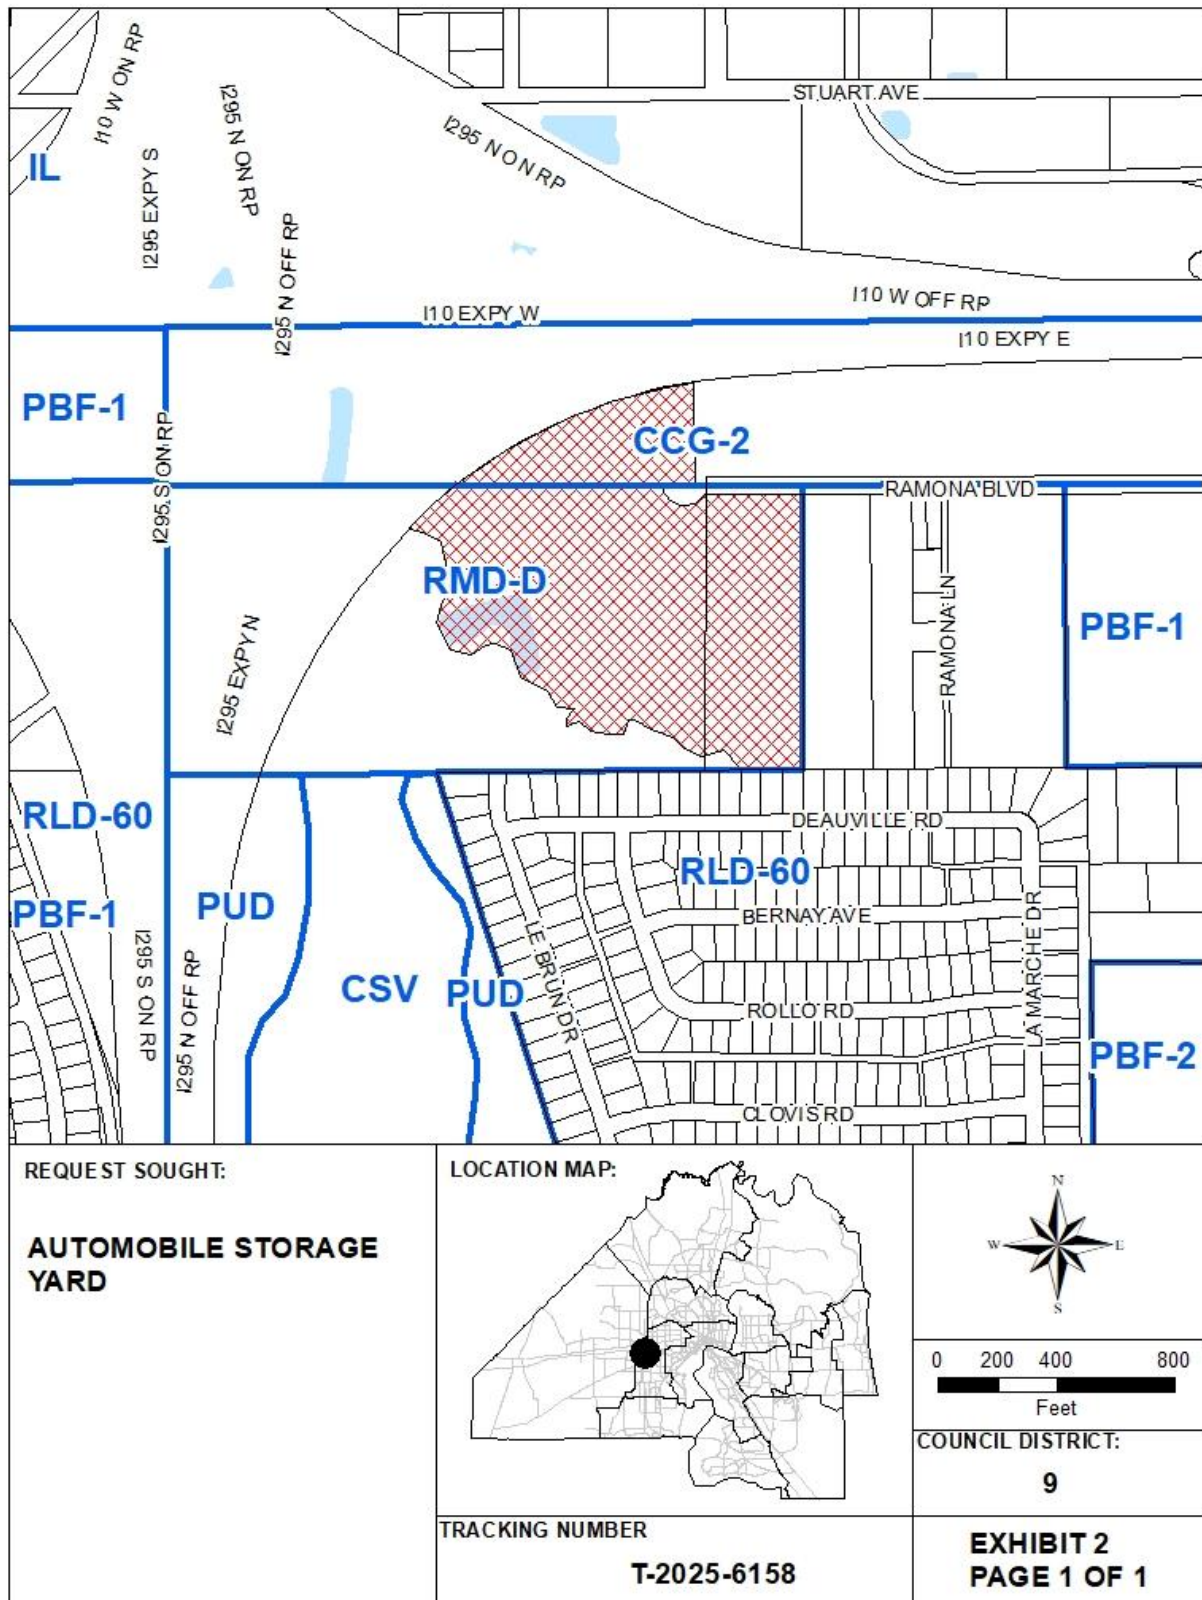 I10 W ON RP
I295 N ON RP
STUART AVE
I295 N ON RP
IL
I295 EXPY S
I295 N OFF RP
I10 W OFF RP
I10 EXPY W
I10 EXPY E
PBF-1
I295 S ON RP
CCG-2
RAMONA BLVD
RMD-D
RAMONA LN
PBF-1
I295 EXPY N
RLD-60
DEAUVILLE RD
RLD-60
PBF-1
PUD
BERNAY AVE
LE BRUN DR
LA MARCHE DR
I295 S ON RP
I295 N OFF RP
CSV
PUD
ROLLO RD
PBF-2
CLOVIS RD
REQUEST SOUGHT:
AUTOMOBILE STORAGE
YARD
LOCATION MAP:
N
W
E
S
0 200 400 800
Feet
COUNCIL DISTRICT:
9
TRACKING NUMBER
T-2025-6158
EXHIBIT 2
PAGE 1 OF 1